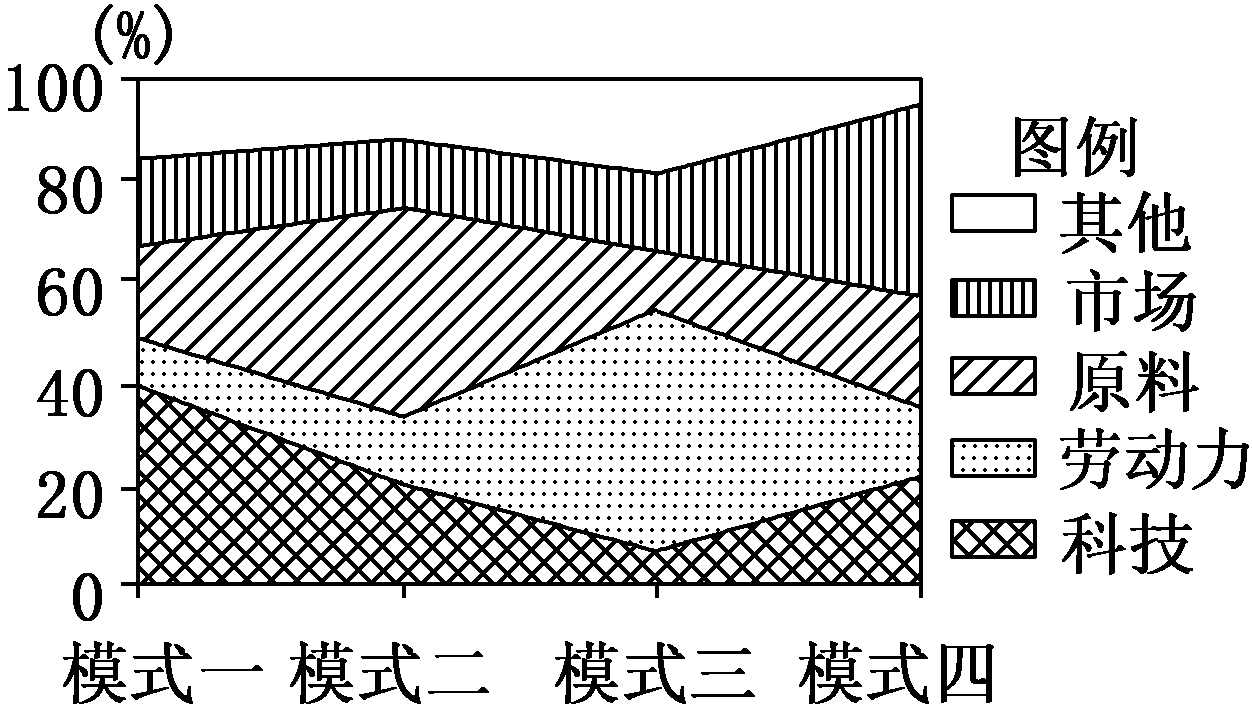 (%)
100
80
60
40
20
0
模式一 模式二 模式三 模式四
图例
其他
市场
原料
劳动力
科技